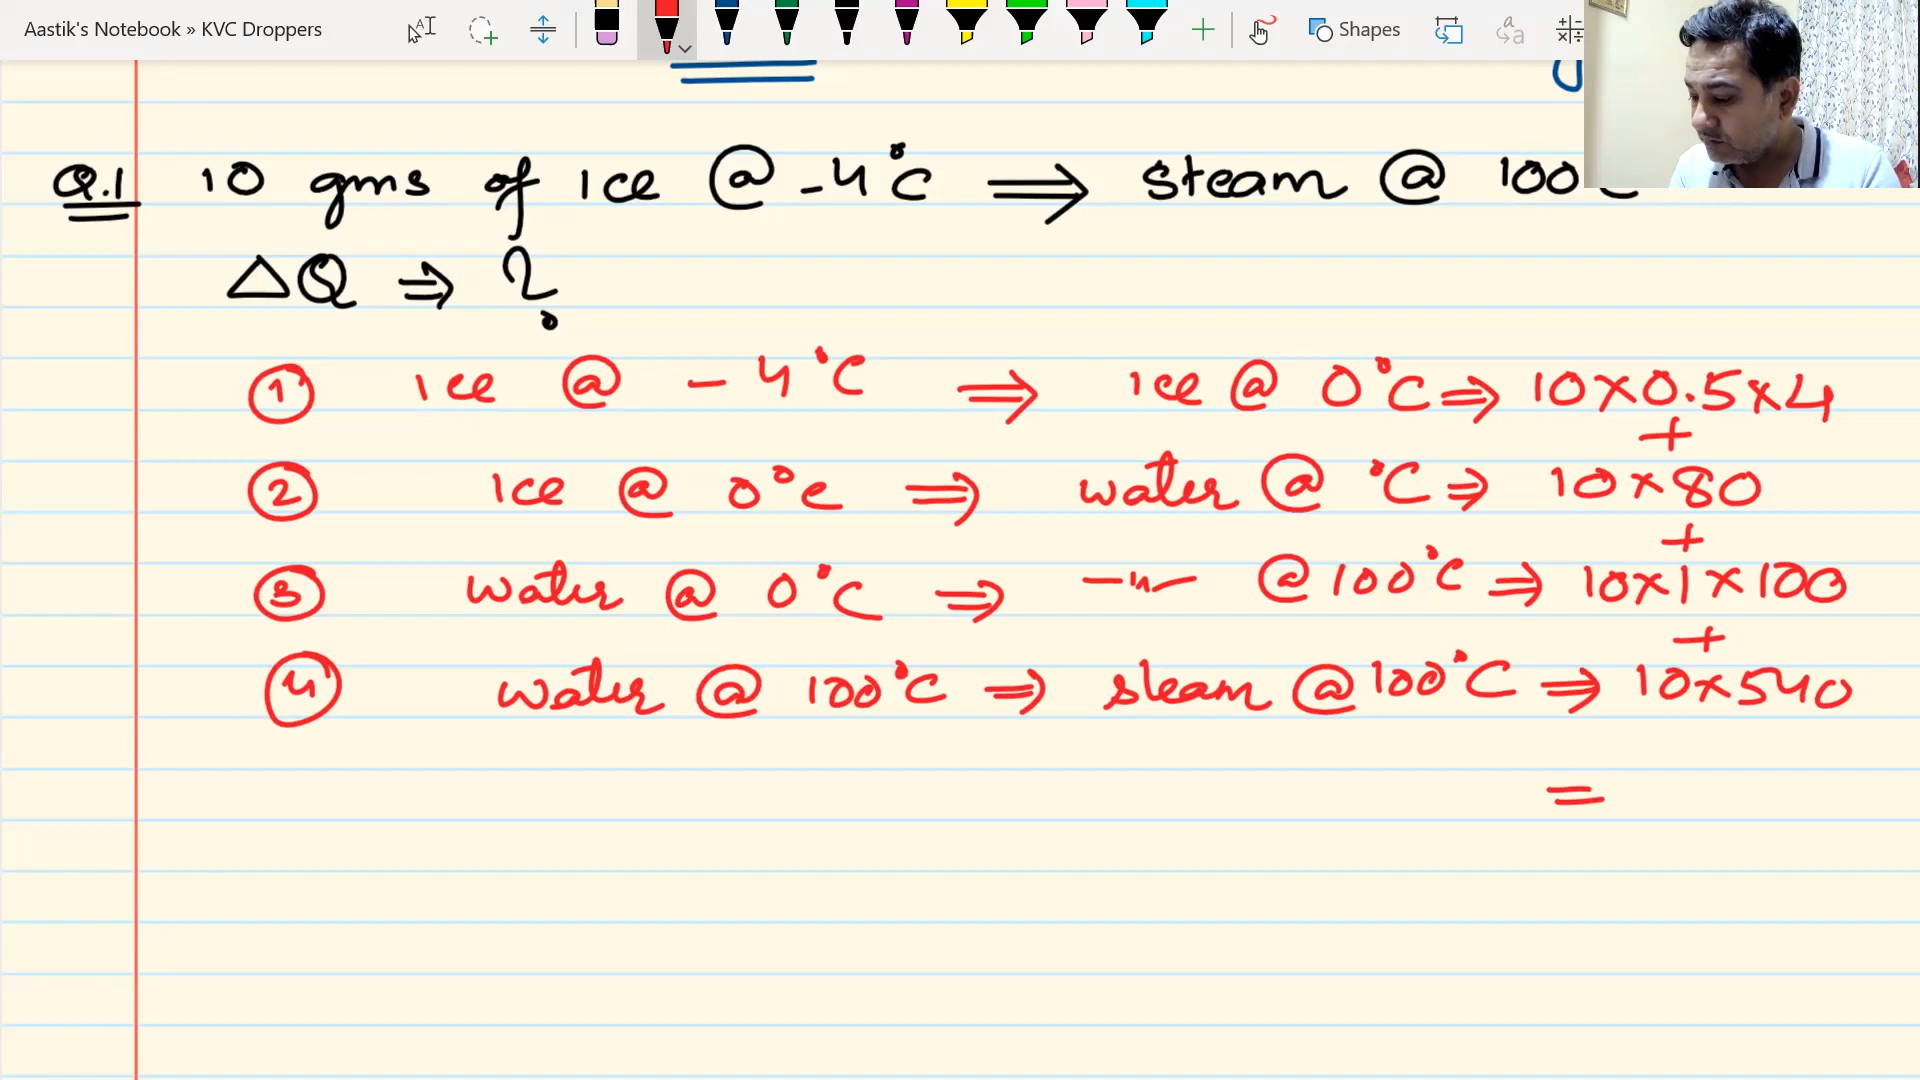 Aastik's Notebook » KVC Droppers
Shapes
Q.1 10 gms of ice @ -4°C ⟹ steam @ 100°C
ΔQ ⇒ ?
① ice @ -4°C ⟹ ice @ 0°C ⇒ 10×0.5×4
+
② ice @ 0°C ⟹ water @ °C ⇒ 10×80
+
③ water @ 0°C ⟹ —"— @ 100°C ⇒ 10×1×100
+
④ water @ 100°C ⇒ steam @ 100°C ⇒ 10×540
=